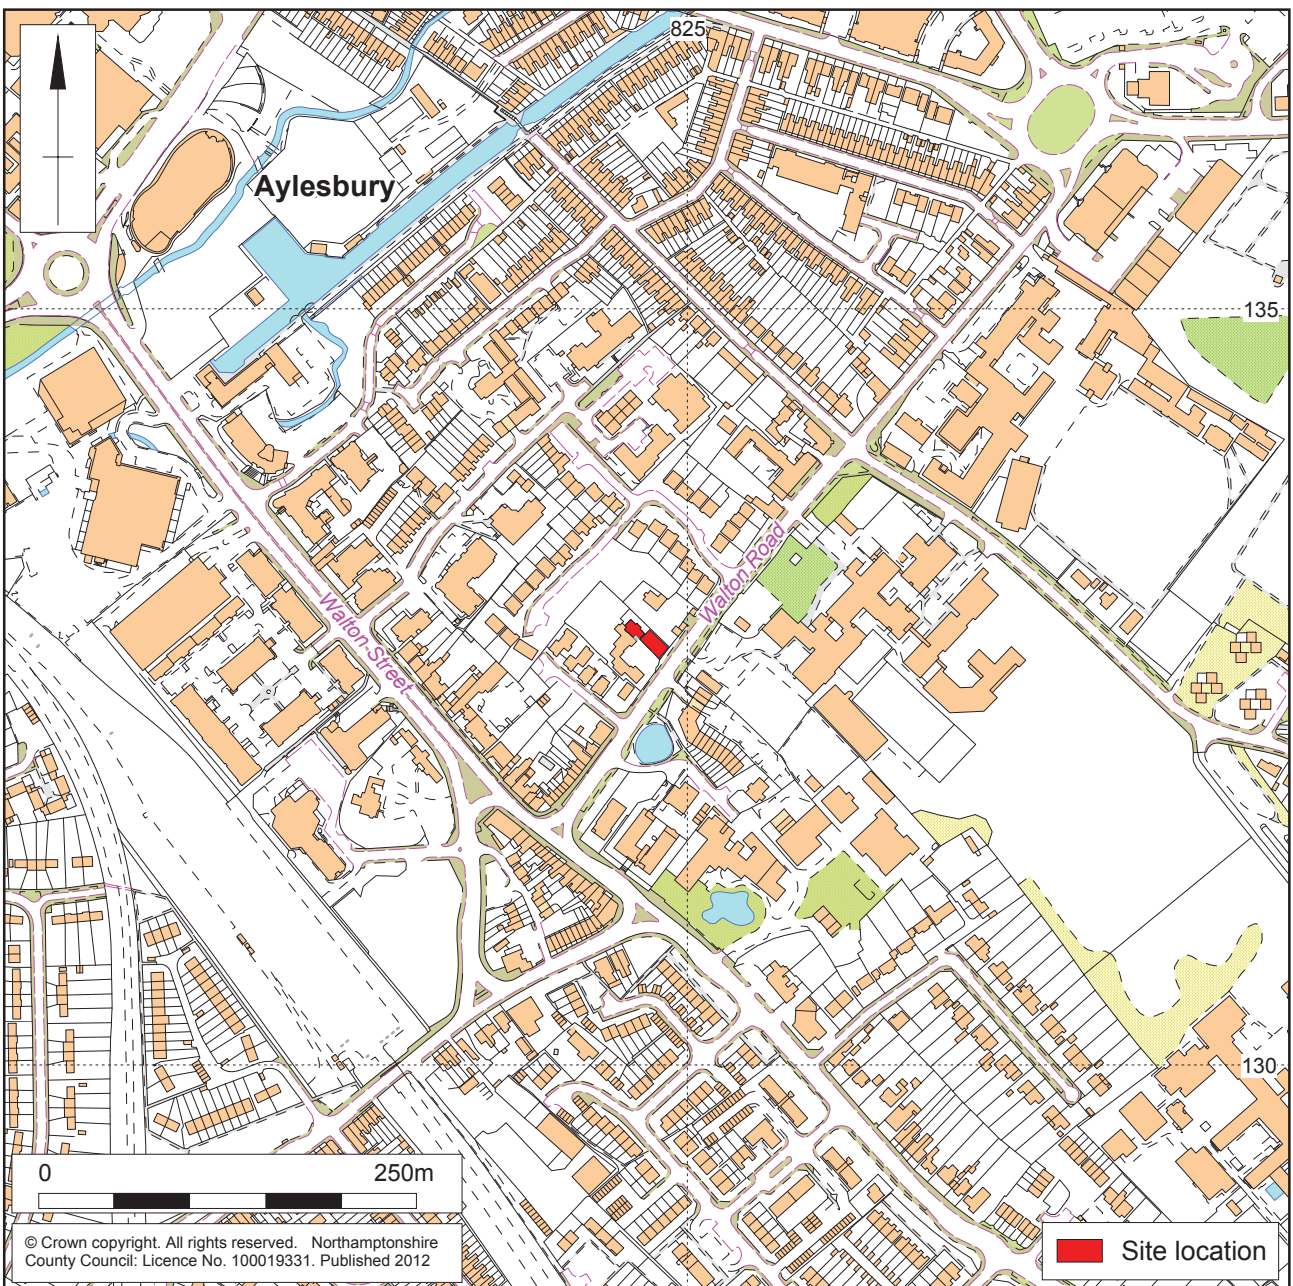 825
Aylesbury
135
Walton Road
Walton Street
130
0 250m
© Crown copyright. All rights reserved. Northamptonshire
County Council: Licence No. 100019331. Published 2012
Site location